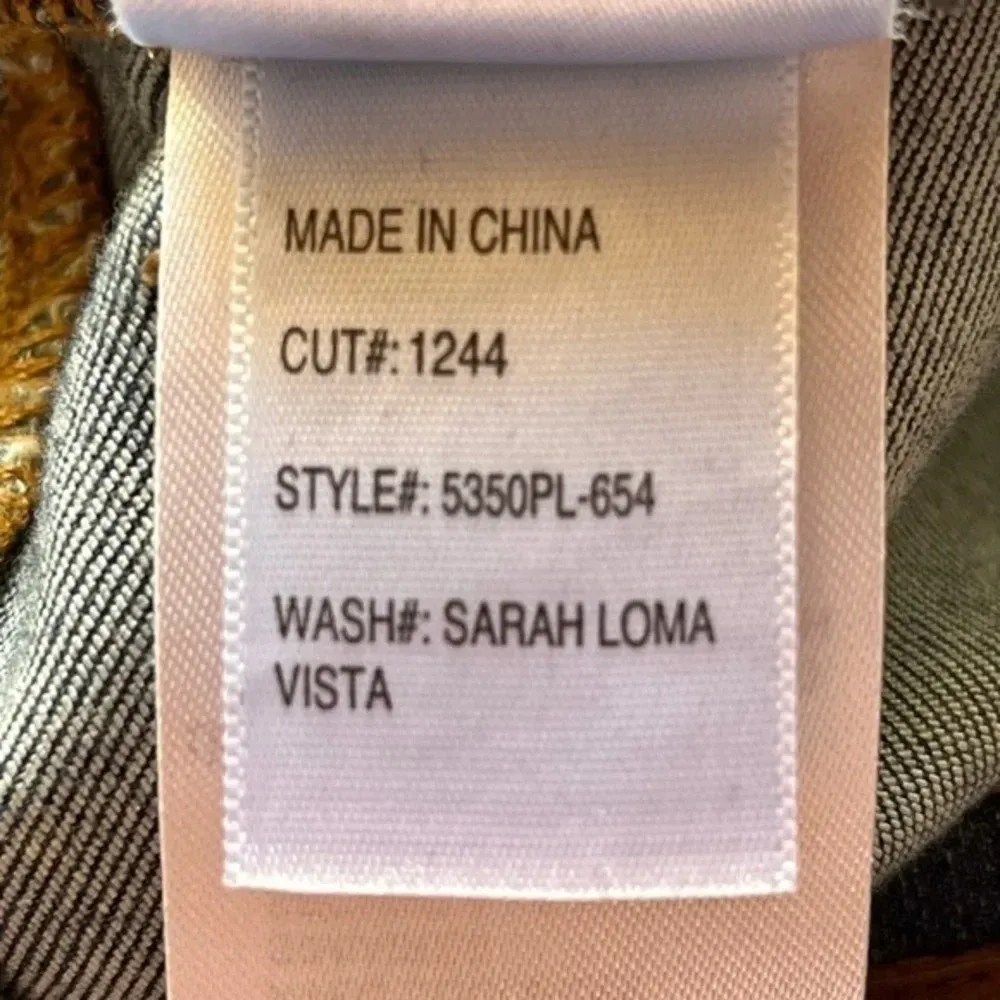 MADE IN CHINA
CUT#: 1244
STYLE#: 5350PL-654
WASH#: SARAH LOMA
VISTA